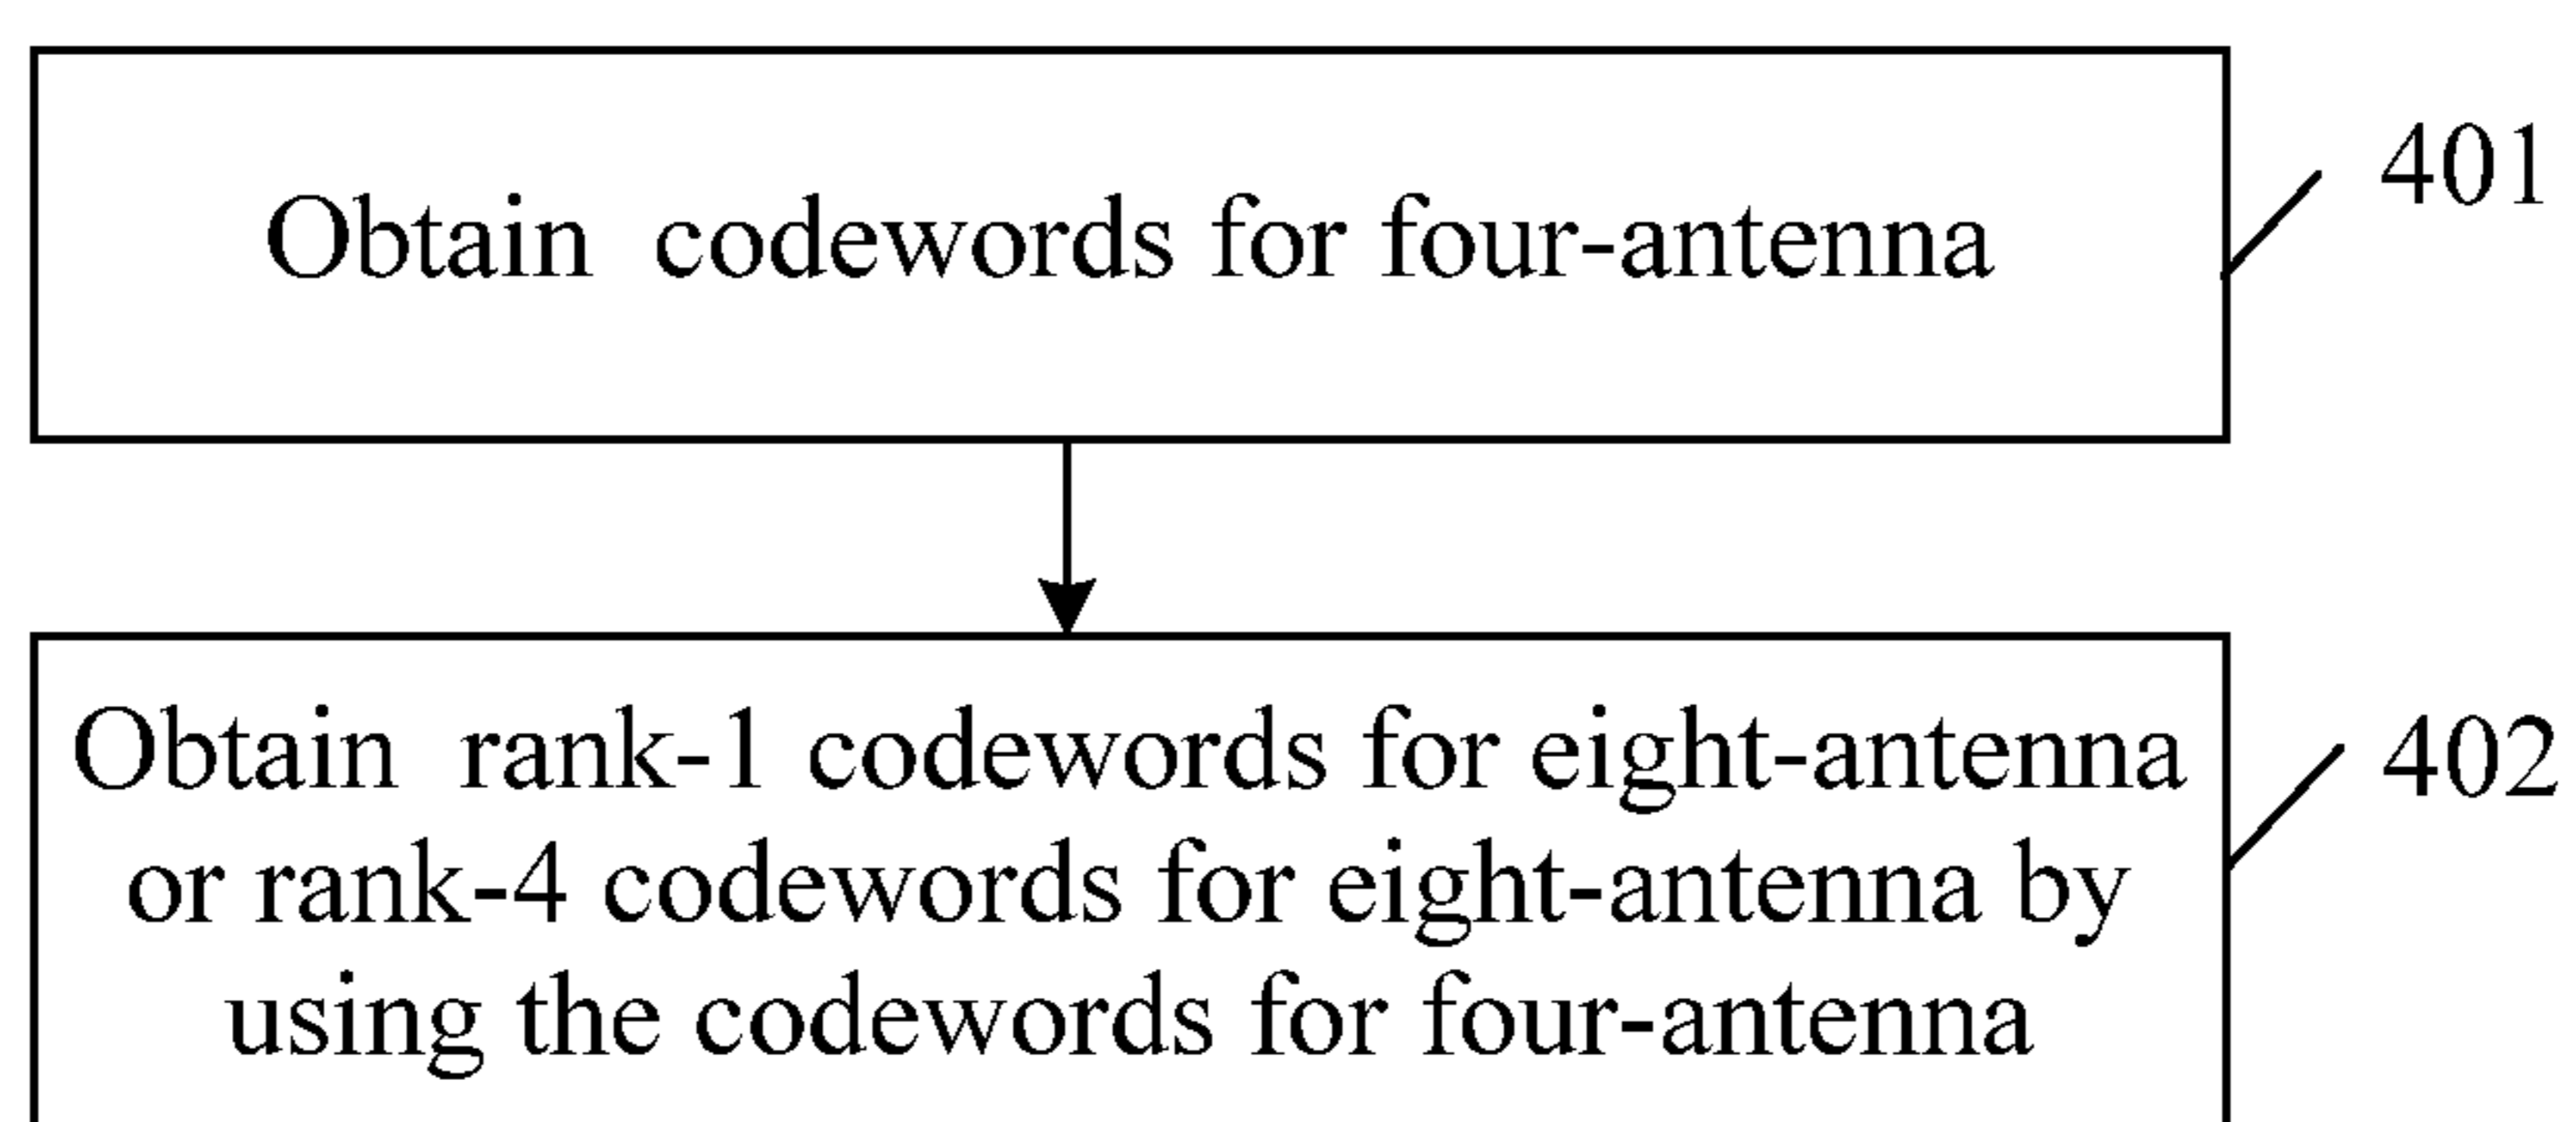 Obtain codewords for four-antenna
401
Obtain rank-1 codewords for eight-antenna
or rank-4 codewords for eight-antenna by
using the codewords for four-antenna
402